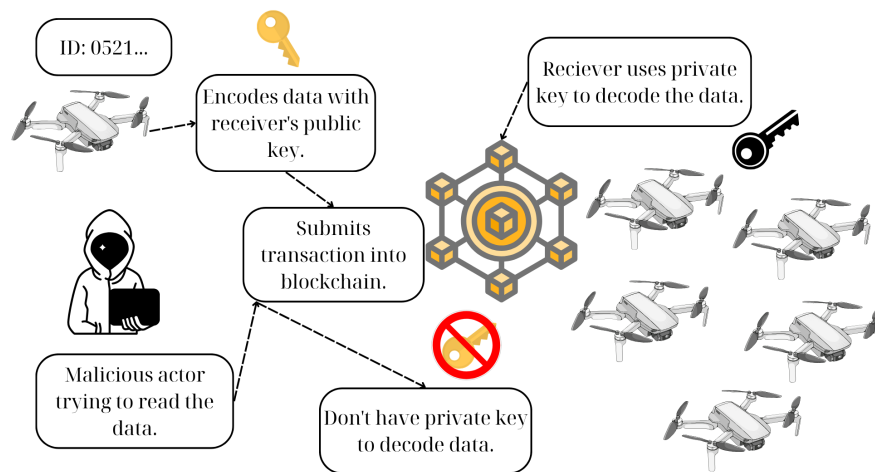 ID: 0521...
Encodes data with
receiver's public
key.
Reciever uses private
key to decode the data.
Submits
transaction into
blockchain.
Malicious actor
trying to read the
data.
Don't have private key
to decode data.